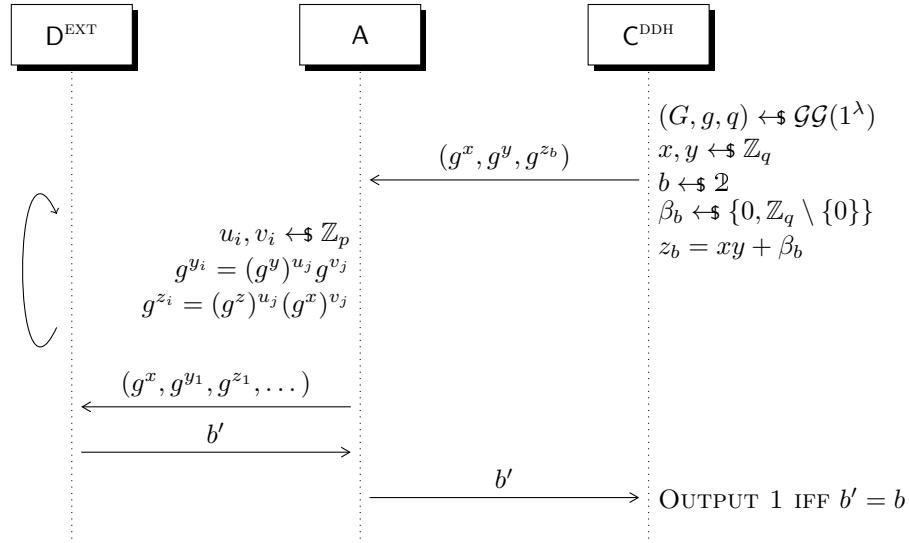 D^EXT A C^DDH
(G, g, q) ←$ 𝒢𝒢(1^λ)
(g^x, g^y, g^{z_b}) x, y ←$ ℤ_q
b ←$ 𝟚
β_b ←$ {0, ℤ_q \ {0}}
u_i, v_i ←$ ℤ_p
z_b = xy + β_b
g^{y_i} = (g^y)^{u_j} g^{v_j}
g^{z_i} = (g^z)^{u_j} (g^x)^{v_j}
(g^x, g^{y_1}, g^{z_1}, . . . )
b′
b′
OUTPUT 1 IFF b′ = b